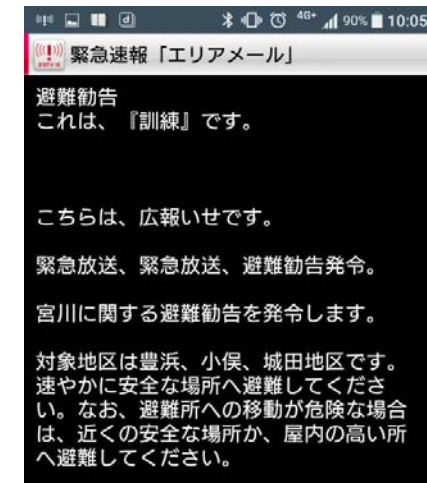 4G+ 90% 10:05
緊急速報「エリアメール」
避難勧告
これは、『訓練』です。
こちらは、広報いせです。
緊急放送、緊急放送、避難勧告発令。
宮川に関する避難勧告を発令します。
対象地区は豊浜、小俣、城田地区です。
速やかに安全な場所へ避難してくださ
い。なお、避難所への移動が危険な場合
は、近くの安全な場所か、屋内の高い所
へ避難してください。